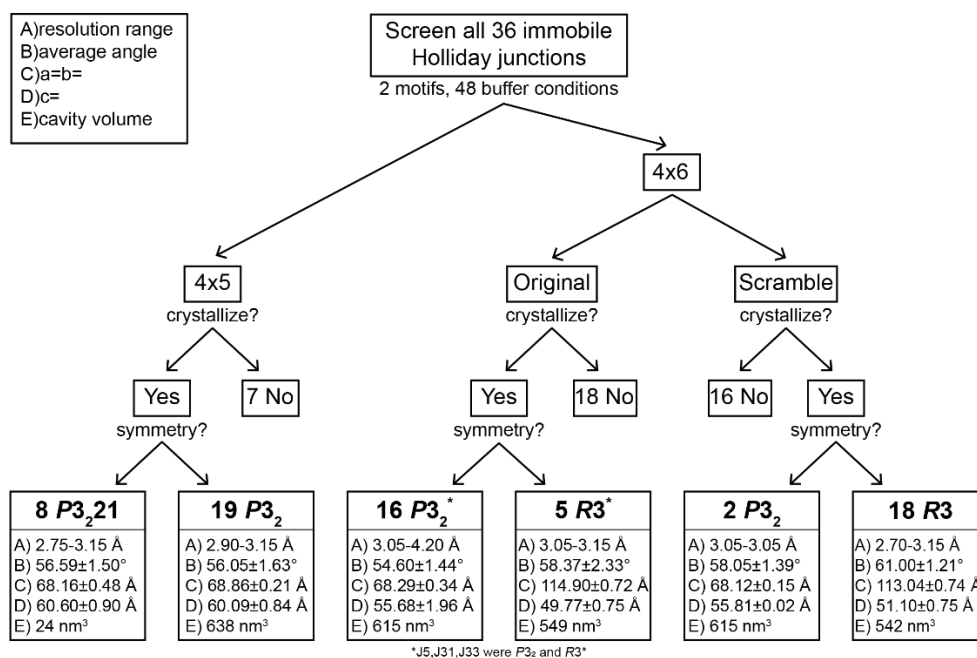 A)resolution range
B)average angle
C)a=b=
D)c=
E)cavity volume
Screen all 36 immobile
Holliday junctions
2 motifs, 48 buffer conditions
4x6
4x5
crystallize?
Original
crystallize?
Scramble
crystallize?
Yes
7 No
Yes
18 No
16 No
Yes
symmetry?
symmetry?
symmetry?
8 P3₂21
A) 2.75-3.15 Å
B) 56.59±1.50°
C) 68.16±0.48 Å
D) 60.60±0.90 Å
E) 24 nm³
19 P3₂
A) 2.90-3.15 Å
B) 56.05±1.63°
C) 68.86±0.21 Å
D) 60.09±0.84 Å
E) 638 nm³
16 P3₂*
A) 3.05-4.20 Å
B) 54.60±1.44°
C) 68.29±0.34 Å
D) 55.68±1.96 Å
E) 615 nm³
5 R3*
A) 3.05-3.15 Å
B) 58.37±2.33°
C) 114.90±0.72 Å
D) 49.77±0.75 Å
E) 549 nm³
2 P3₂
A) 3.05-3.05 Å
B) 58.05±1.39°
C) 68.12±0.15 Å
D) 55.81±0.02 Å
E) 615 nm³
18 R3
A) 2.70-3.15 Å
B) 61.00±1.21°
C) 113.04±0.74 Å
D) 51.10±0.75 Å
E) 542 nm³
*J5,J31,J33 were P3₂ and R3*